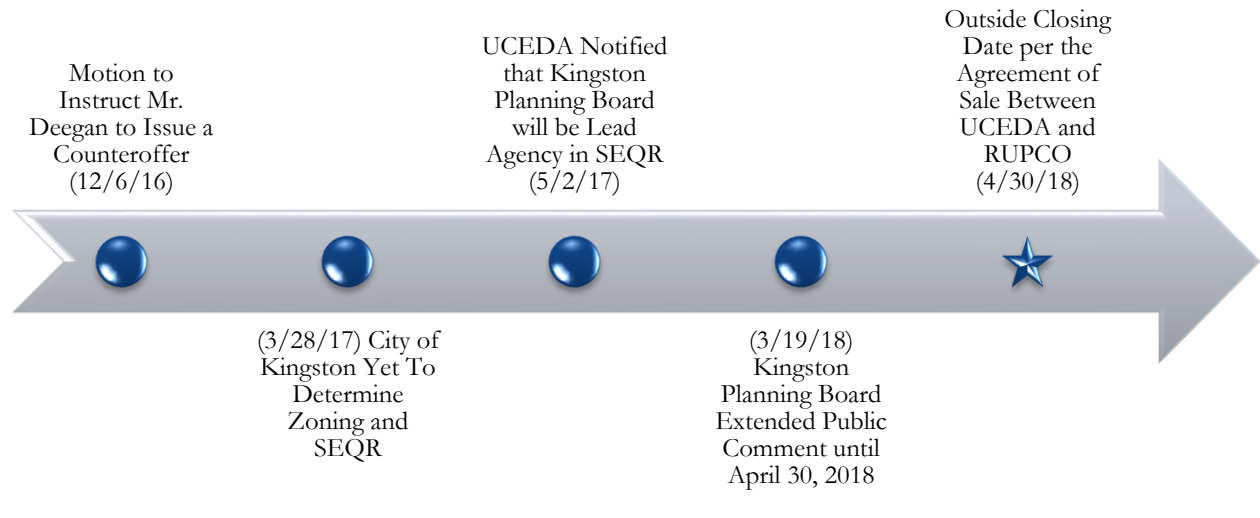 Motion to
Instruct Mr.
Deegan to Issue a
Counteroffer
(12/6/16)
(3/28/17) City of
Kingston Yet To
Determine
Zoning and
SEQR
UCEDA Notified
that Kingston
Planning Board
will be Lead
Agency in SEQR
(5/2/17)
(3/19/18)
Kingston
Planning Board
Extended Public
Comment until
April 30, 2018
Outside Closing
Date per the
Agreement of
Sale Between
UCEDA and
RUPCO
(4/30/18)